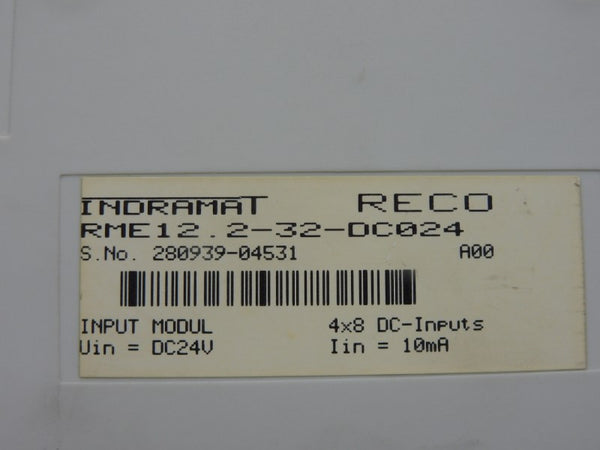 INDRAMAT RECO
RME12.2-32-DC024
S.No. 280939-04531 A00
INPUT MODUL 4x8 DC-Inputs
Uin = DC24V Iin = 10mA